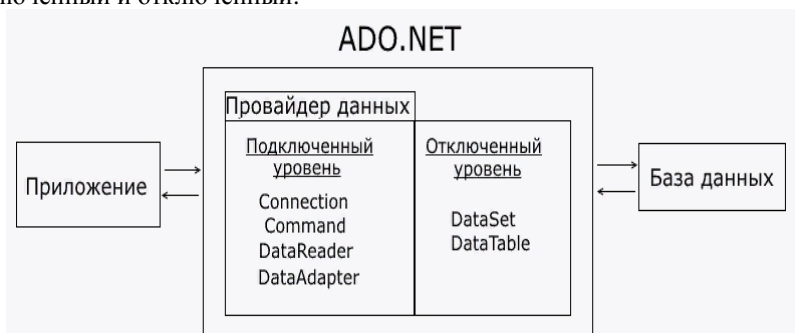 ADO.NET
Провайдер данных
Подключенный
уровень
Connection
Command
DataReader
DataAdapter
Отключенный
уровень
DataSet
DataTable
Приложение
База данных